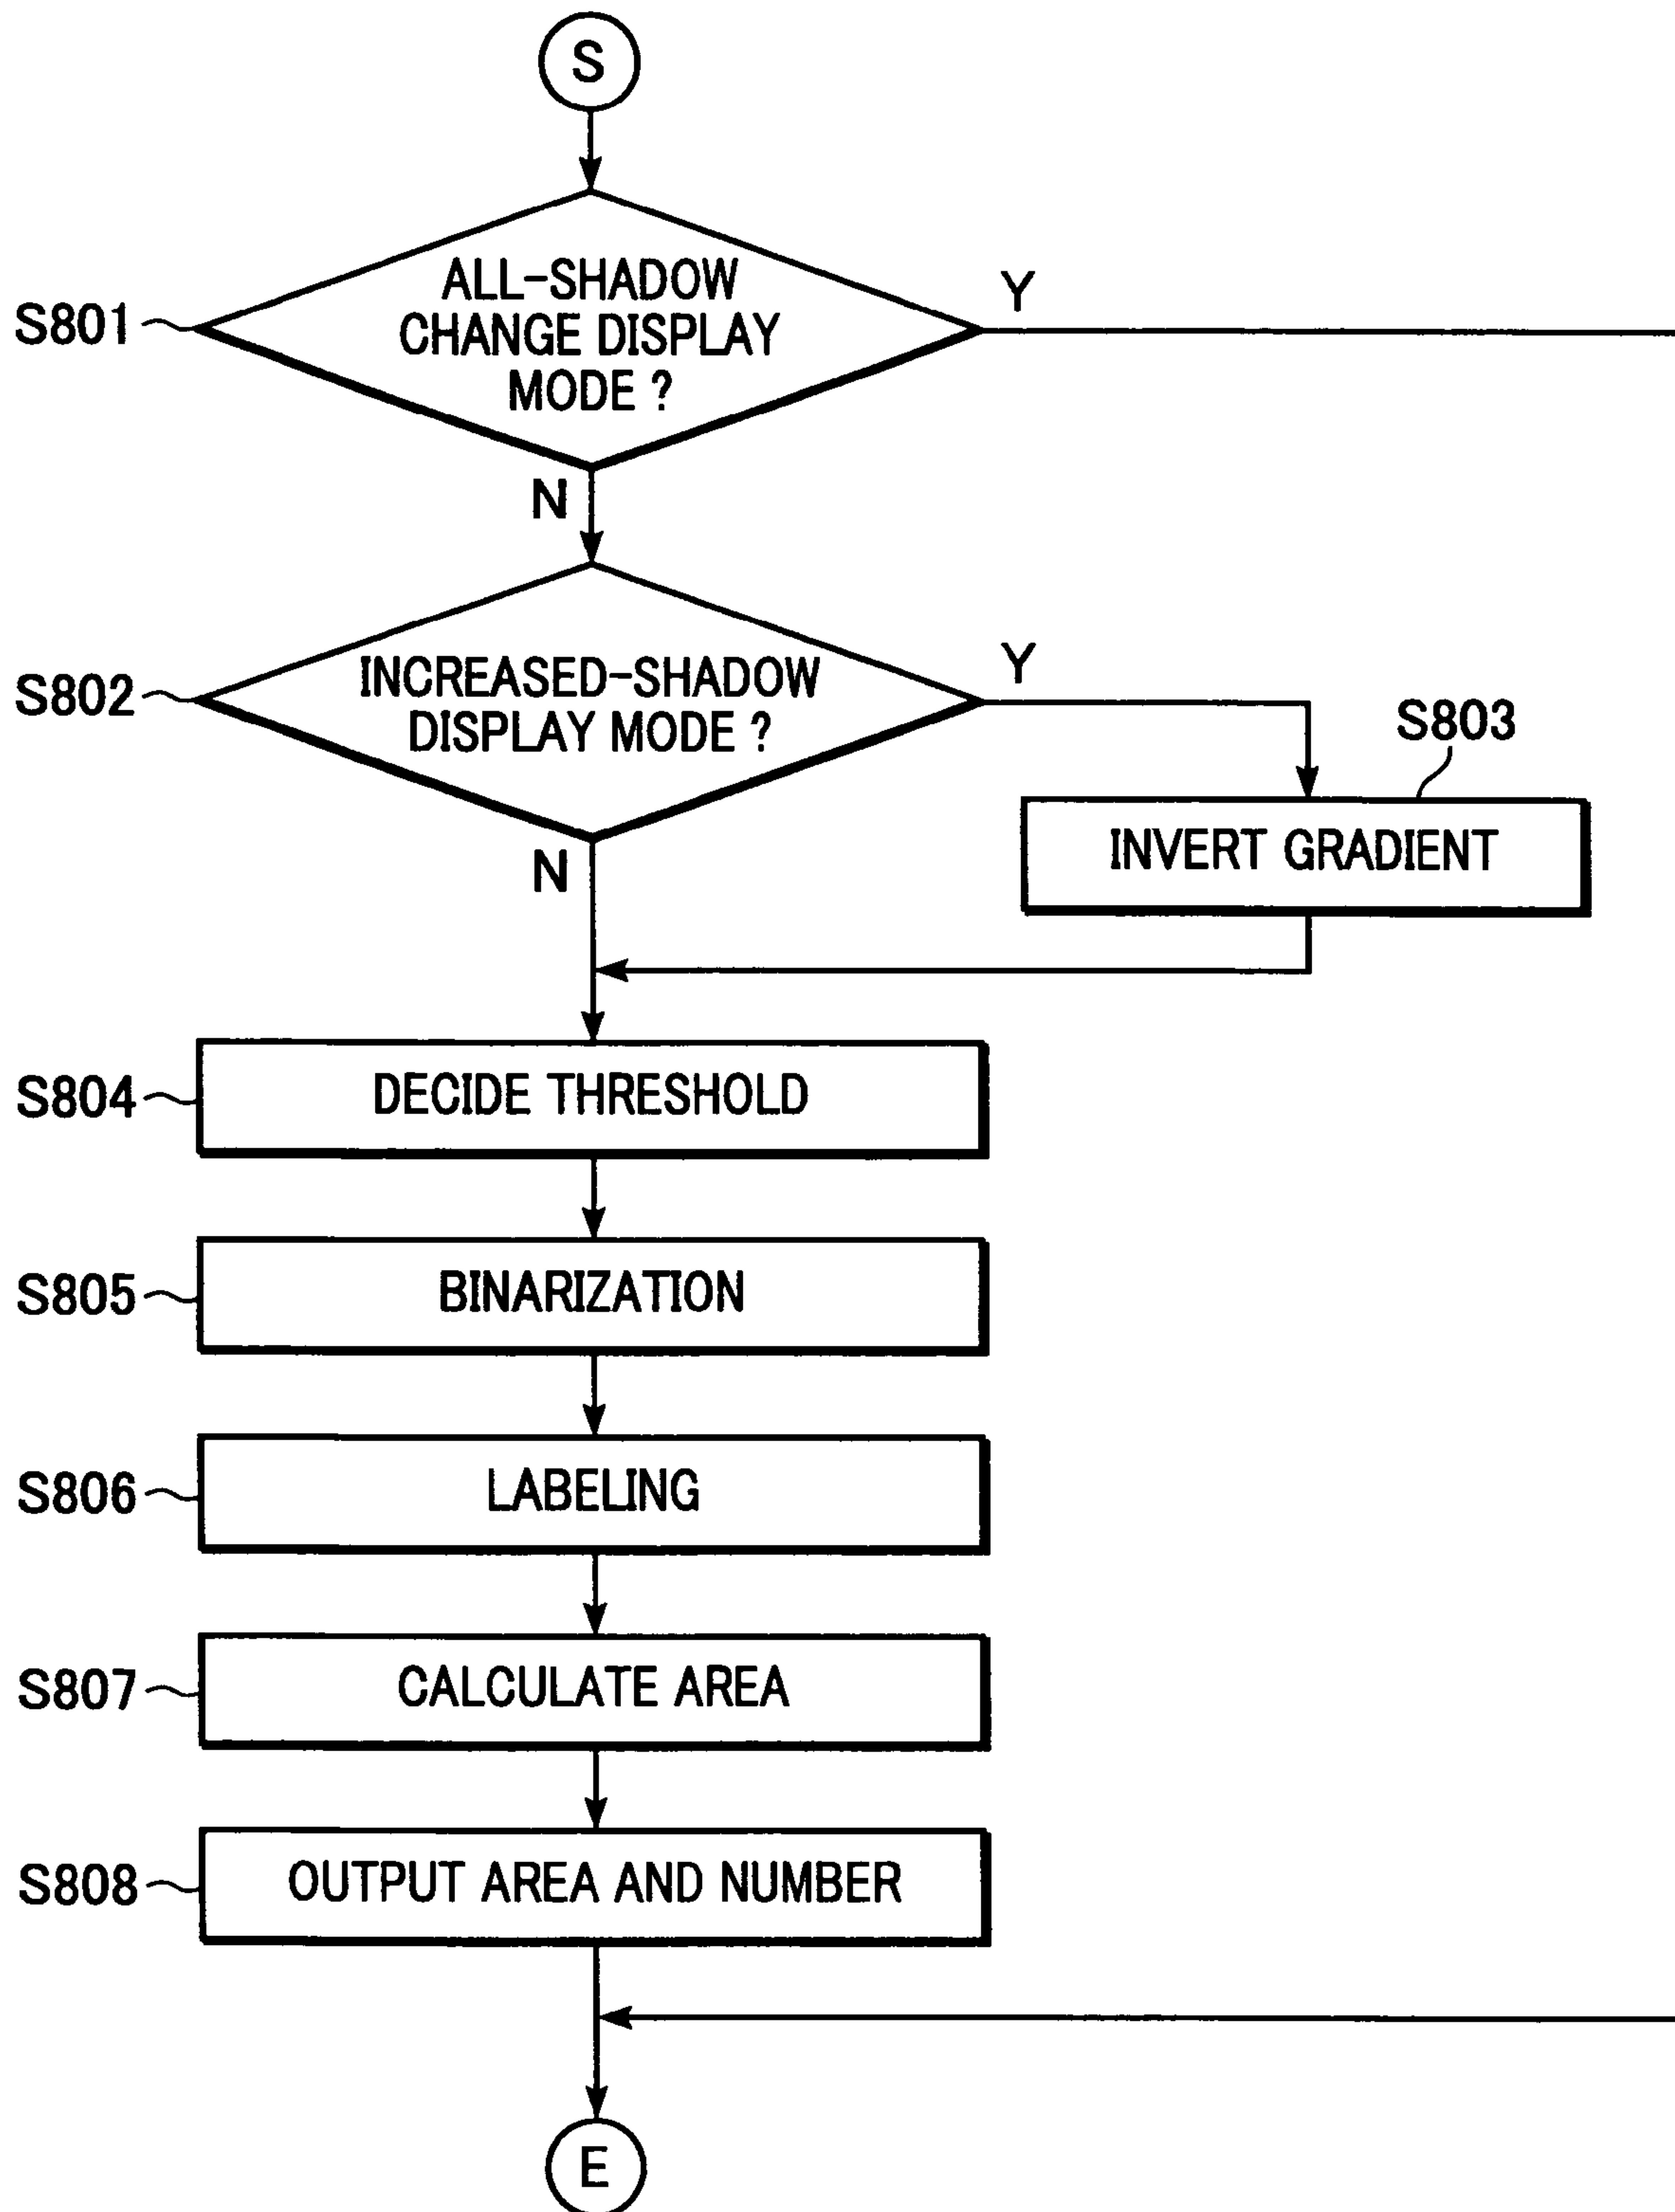 S
ALL-SHADOW
CHANGE DISPLAY
MODE ?
Y
S801
N
INCREASED-SHADOW
DISPLAY MODE ?
Y
S802
S803
INVERT GRADIENT
N
S804
DECIDE THRESHOLD
S805
BINARIZATION
S806
LABELING
S807
CALCULATE AREA
S808
OUTPUT AREA AND NUMBER
E